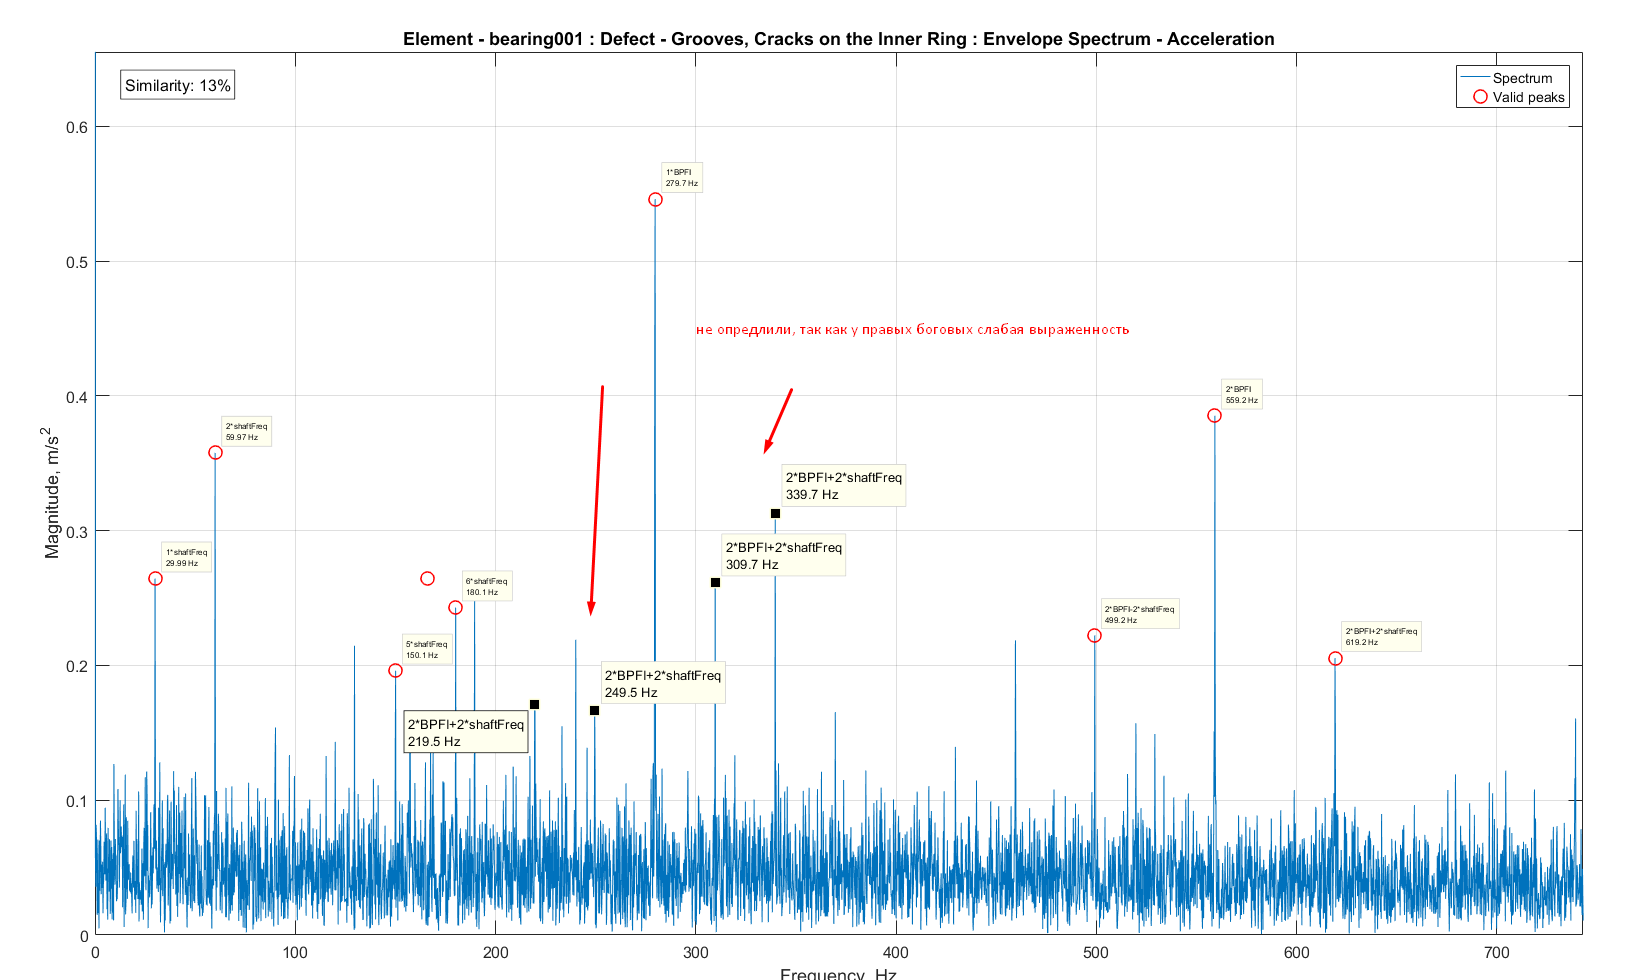 Element - bearing001 : Defect - Grooves, Cracks on the Inner Ring : Envelope Spectrum - Acceleration
Similarity: 13%
Spectrum
Valid peaks
1*BPFI
279.7 Hz
не опредлили, так как у правых боговых слабая выраженность
2*BPFI
559.2 Hz
2*shaftFreq
59.97 Hz
2*BPFI+2*shaftFreq
339.7 Hz
2*BPFI+2*shaftFreq
309.7 Hz
1*shaftFreq
29.99 Hz
6*shaftFreq
180.1 Hz
2*BPFI-2*shaftFreq
499.2 Hz
2*BPFI+2*shaftFreq
619.2 Hz
5*shaftFreq
150.1 Hz
2*BPFI+2*shaftFreq
249.5 Hz
2*BPFI+2*shaftFreq
219.5 Hz
Magnitude, m/s²
0.6
0.5
0.4
0.3
0.2
0.1
0
0 100 200 300 400 500 600 700
Frequency, Hz